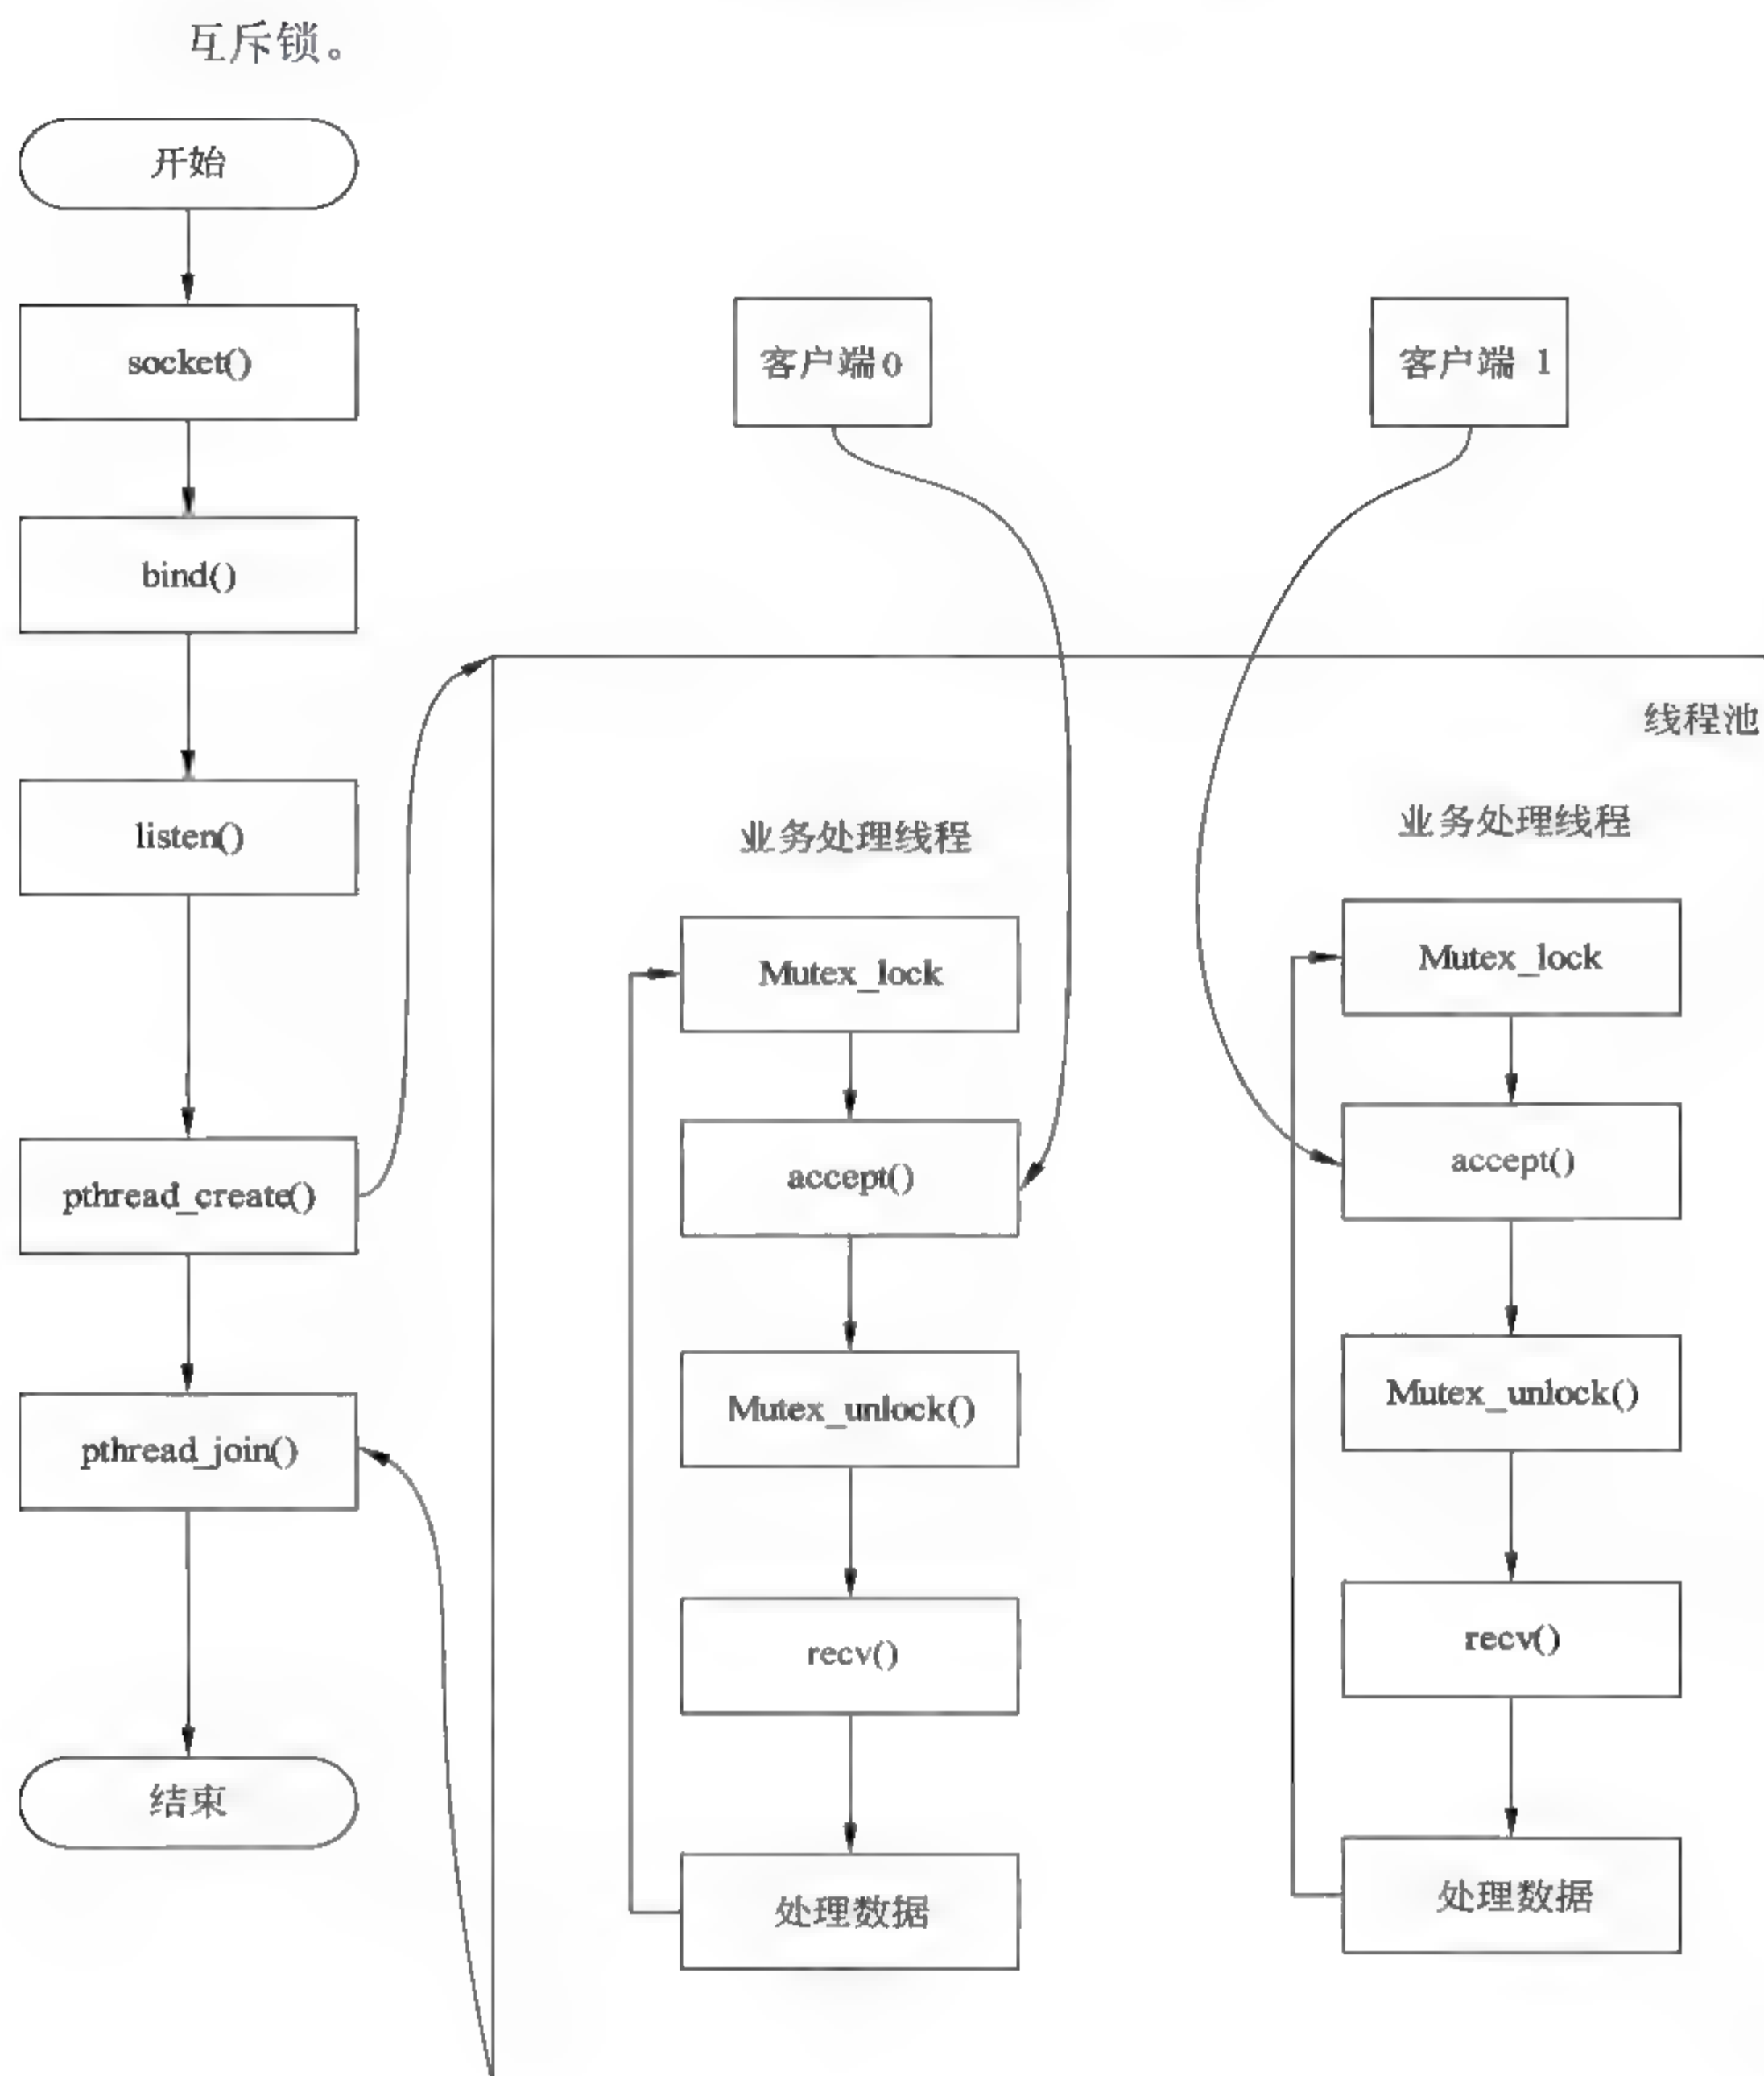 互斥锁。
开始
socket()
bind()
listen()
pthread_create()
pthread_join()
结束
客户端0
客户端 1
线程池
业务处理线程
Mutex_lock
accept()
Mutex_unlock()
recv()
处理数据
业务处理线程
Mutex_lock
accept()
Mutex_unlock()
recv()
处理数据